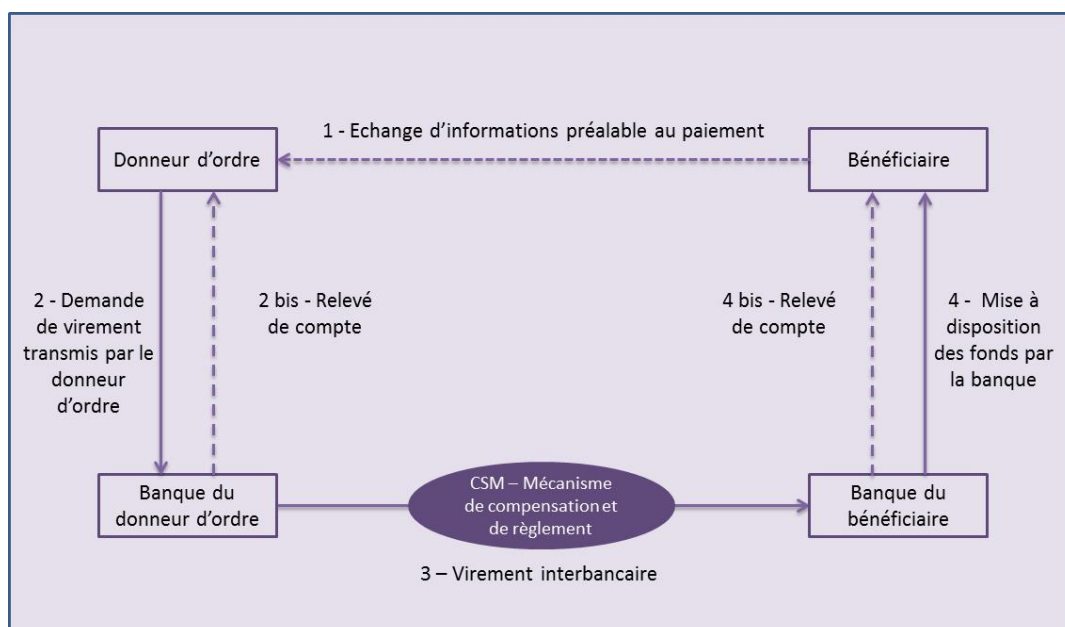 1 - Echange d’informations préalable au paiement
Donneur d’ordre
Bénéficiaire
2 - Demande
de virement
transmis par le
donneur
d’ordre
2 bis - Relevé
de compte
4 bis - Relevé
de compte
4 - Mise à
disposition
des fonds par
la banque
Banque du
donneur d’ordre
CSM – Mécanisme
de compensation et
de règlement
Banque du
bénéficiaire
3 – Virement interbancaire